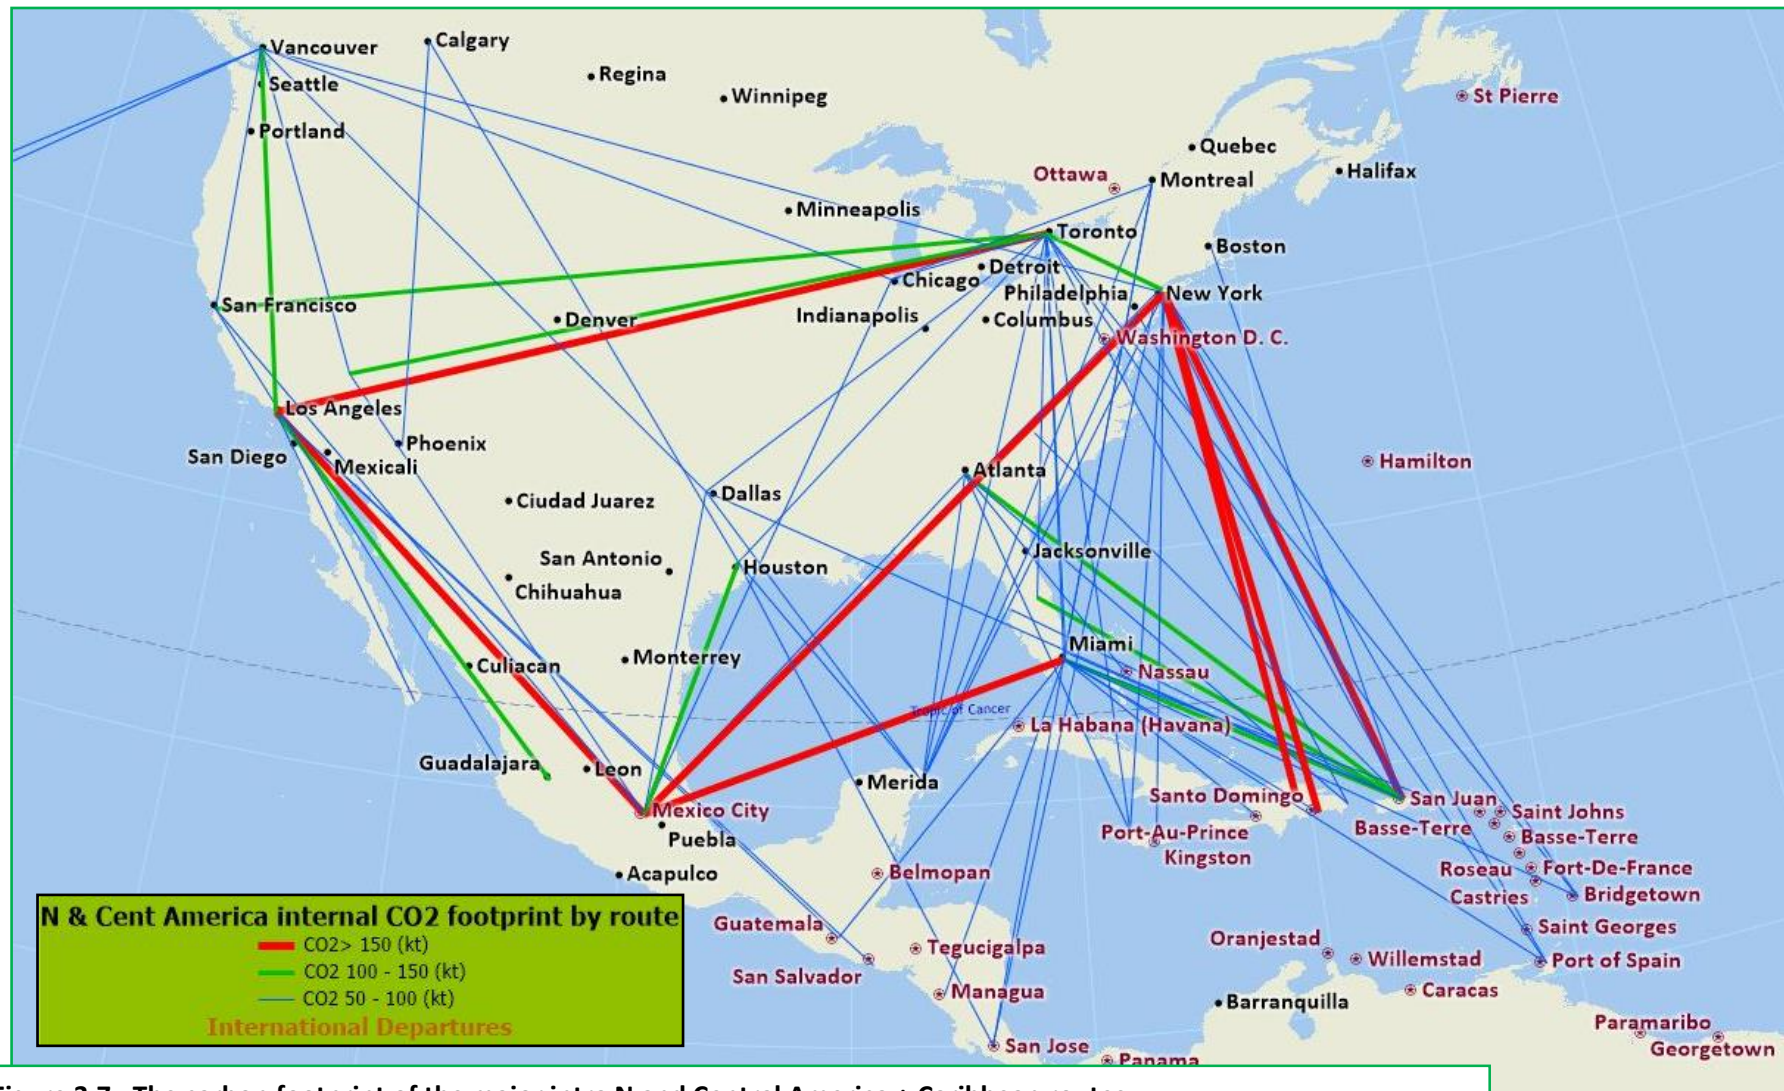 Vancouver
Calgary
Seattle
Regina
Winnipeg
St Pierre
Portland
Quebec
Ottawa
Halifax
Montreal
Minneapolis
Toronto
Boston
Detroit
Chicago
Philadelphia
New York
San Francisco
Denver
Indianapolis
Columbus
Washington D. C.
Los Angeles
Phoenix
San Diego
Mexicali
Hamilton
Atlanta
Dallas
Ciudad Juarez
Jacksonville
San Antonio
Houston
Chihuahua
Miami
Monterrey
Culiacan
Nassau
Tropic of Cancer
La Habana (Havana)
Guadalajara
Leon
Merida
Santo Domingo
San Juan
Mexico City
Saint Johns
Puebla
Port-Au-Prince
Basse-Terre
Basse-Terre
Kingston
Acapulco
Belmopan
Roseau
Fort-De-France
Castries
Bridgetown
N & Cent America internal CO2 footprint by route
CO2> 150 (kt)
CO2 100 - 150 (kt)
CO2 50 - 100 (kt)
International Departures
Guatemala
Saint Georges
Oranjestad
Tegucigalpa
Willemstad
Port of Spain
San Salvador
Managua
Caracas
Barranquilla
Paramaribo
San Jose
Georgetown
Panama